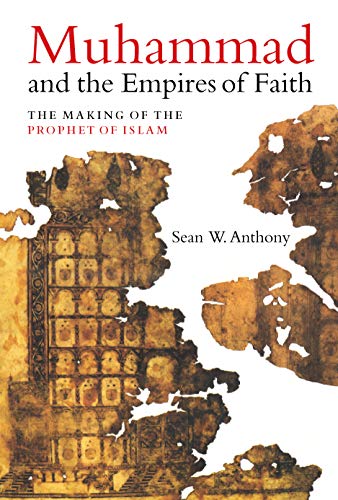 Muhammad
and the Empires of Faith
THE MAKING OF THE
PROPHET OF ISLAM
Sean W. Anthony